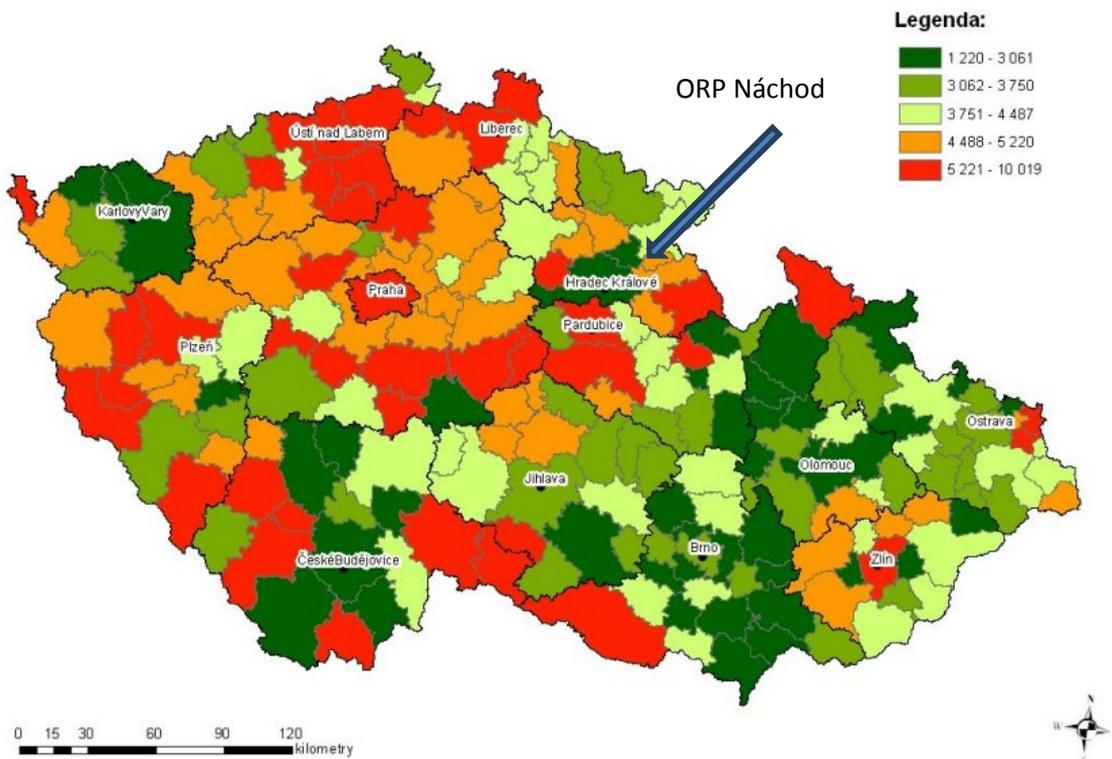 Legenda:
1 220 - 3 061
3 062 - 3 750
3 751 - 4 487
4 488 - 5 220
5 221 - 10 019
ORP Náchod
Ústí nad Labem
Liberec
KarlovyVary
Praha
Hradec Králové
Pardubice
Plzeň
Ostrava
Olomouc
Jihlava
Brno
ČeskéBudějovice
Zlín
0 15 30 60 90 120
kilometry
W